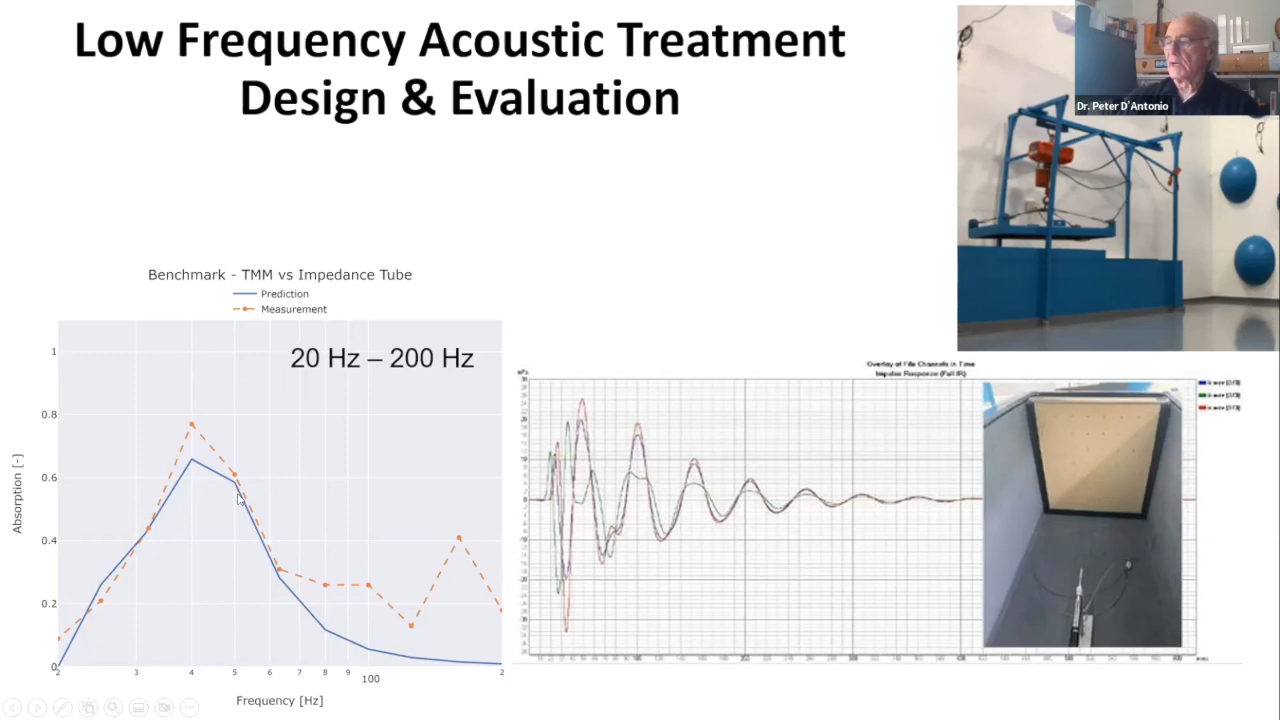 Low Frequency Acoustic Treatment
Design & Evaluation
Dr. Peter D'Antonio
Benchmark - TMM vs Impedance Tube
Prediction
Measurement
20 Hz – 200 Hz
1
0.8
0.6
0.4
0.2
0
Absorption [-]
2
3
4
5
6
7
8
9
100
2
Frequency [Hz]
Overlay of File Channels in Time
Impulse Response (Full IR)